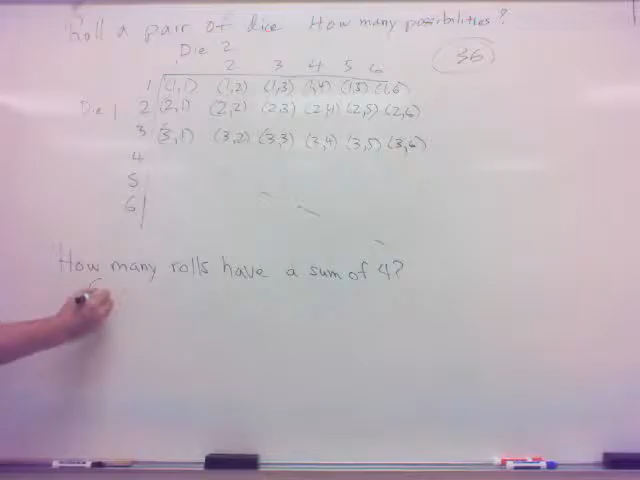 Roll a pair of dice How many possibilities?
Die 2
36
1 2 3 4 5 6
1 (1,1) (1,2) (1,3) (1,4) (1,5) (1,6)
Die 1 2 (2,1) (2,2) (2,3) (2,4) (2,5) (2,6)
3 (3,1) (3,2) (3,3) (3,4) (3,5) (3,6)
4
5
6
How many rolls have a sum of 4?